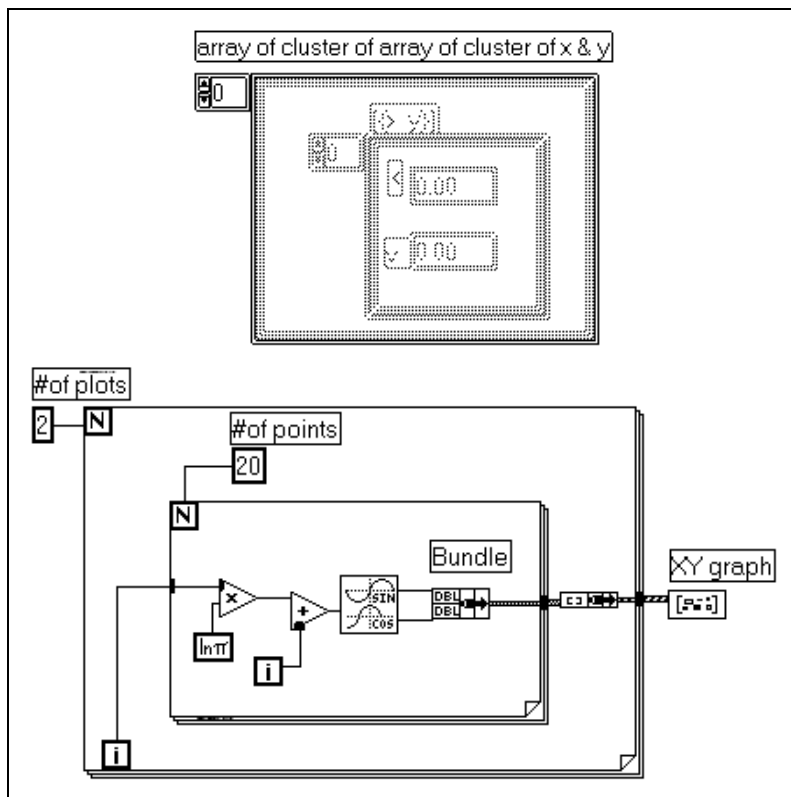 array of cluster of array of cluster of x & y
0
0
0.00
0.00
#of plots
2
N
#of points
20
N
Bundle
XY graph
x
+
SIN
COS
DBL
DBL
lnπ
i
i